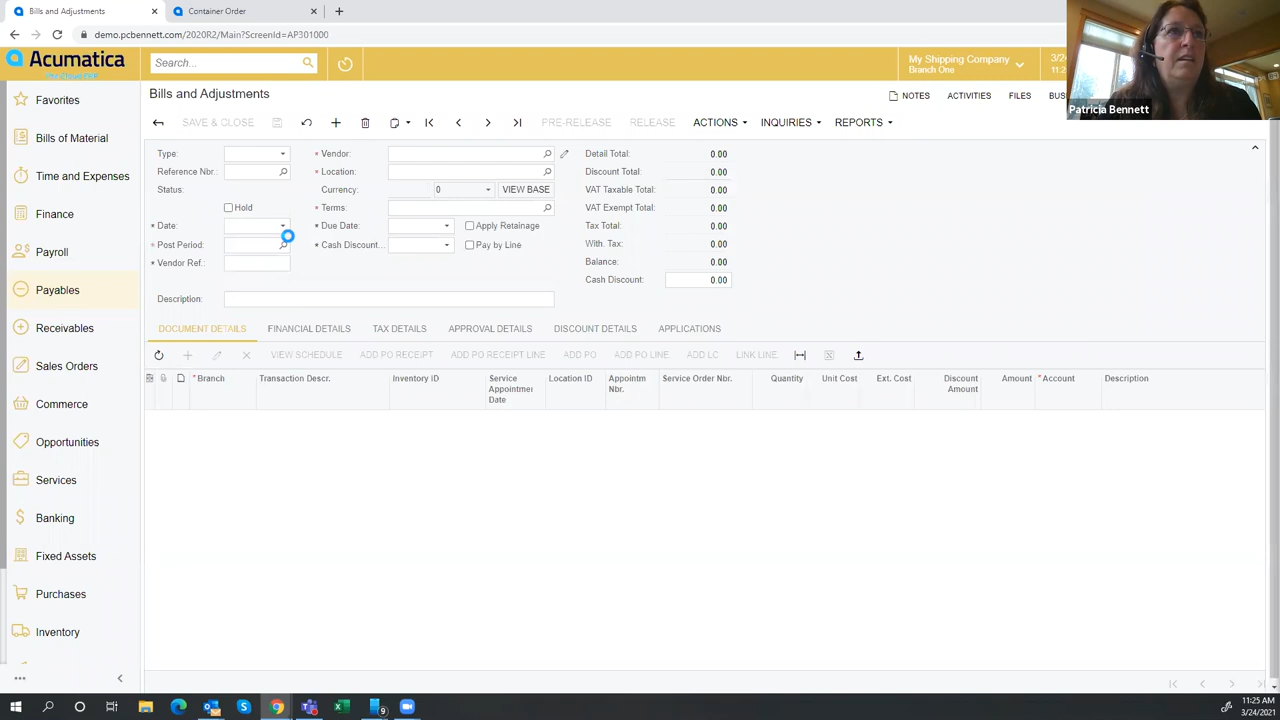 Bills and Adjustments
Container Order
demo.pcbennett.com/2020R2/Main?ScreenId=AP301000
Acumatica
Search...
My Shipping Company
Branch One
3/24
11:2
Patricia Bennett
Favorites
Bills of Material
Time and Expenses
Finance
Payroll
Payables
Receivables
Sales Orders
Commerce
Opportunities
Services
Banking
Fixed Assets
Purchases
Inventory
Bills and Adjustments
NOTES ACTIVITIES FILES BUS
SAVE & CLOSE PRE-RELEASE RELEASE ACTIONS INQUIRIES REPORTS
Type: * Vendor: Detail Total: 0.00
Reference Nbr.: * Location: Discount Total: 0.00
Status: Currency: 0 VIEW BASE VAT Taxable Total: 0.00
Hold * Terms: VAT Exempt Total: 0.00
* Date: * Due Date: Apply Retainage Tax Total: 0.00
* Post Period: * Cash Discount... Pay by Line With. Tax: 0.00
* Vendor Ref.: Balance: 0.00
Cash Discount: 0.00
Description:
DOCUMENT DETAILS FINANCIAL DETAILS TAX DETAILS APPROVAL DETAILS DISCOUNT DETAILS APPLICATIONS
VIEW SCHEDULE ADD PO RECEIPT ADD PO RECEIPT LINE ADD PO ADD PO LINE ADD LC LINK LINE
* Branch Transaction Descr. Inventory ID Service Appointmer Date Location ID Appointm Nbr. Service Order Nbr. Quantity Unit Cost Ext. Cost Discount Amount Amount * Account Description
9
11:25 AM
3/24/2021